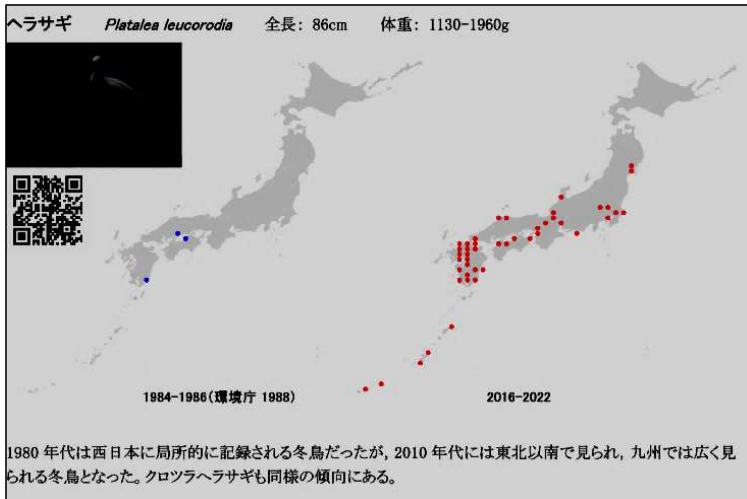 ヘラサギ Platalea leucorodia 全長: 86cm 体重: 1130-1960g
1984-1986(環境庁 1988)
2016-2022
1980 年代は西日本に局所的に記録される冬鳥だったが, 2010 年代には東北以南で見られ, 九州では広く見
られる冬鳥となった。クロツラヘラサギも同様の傾向にある。